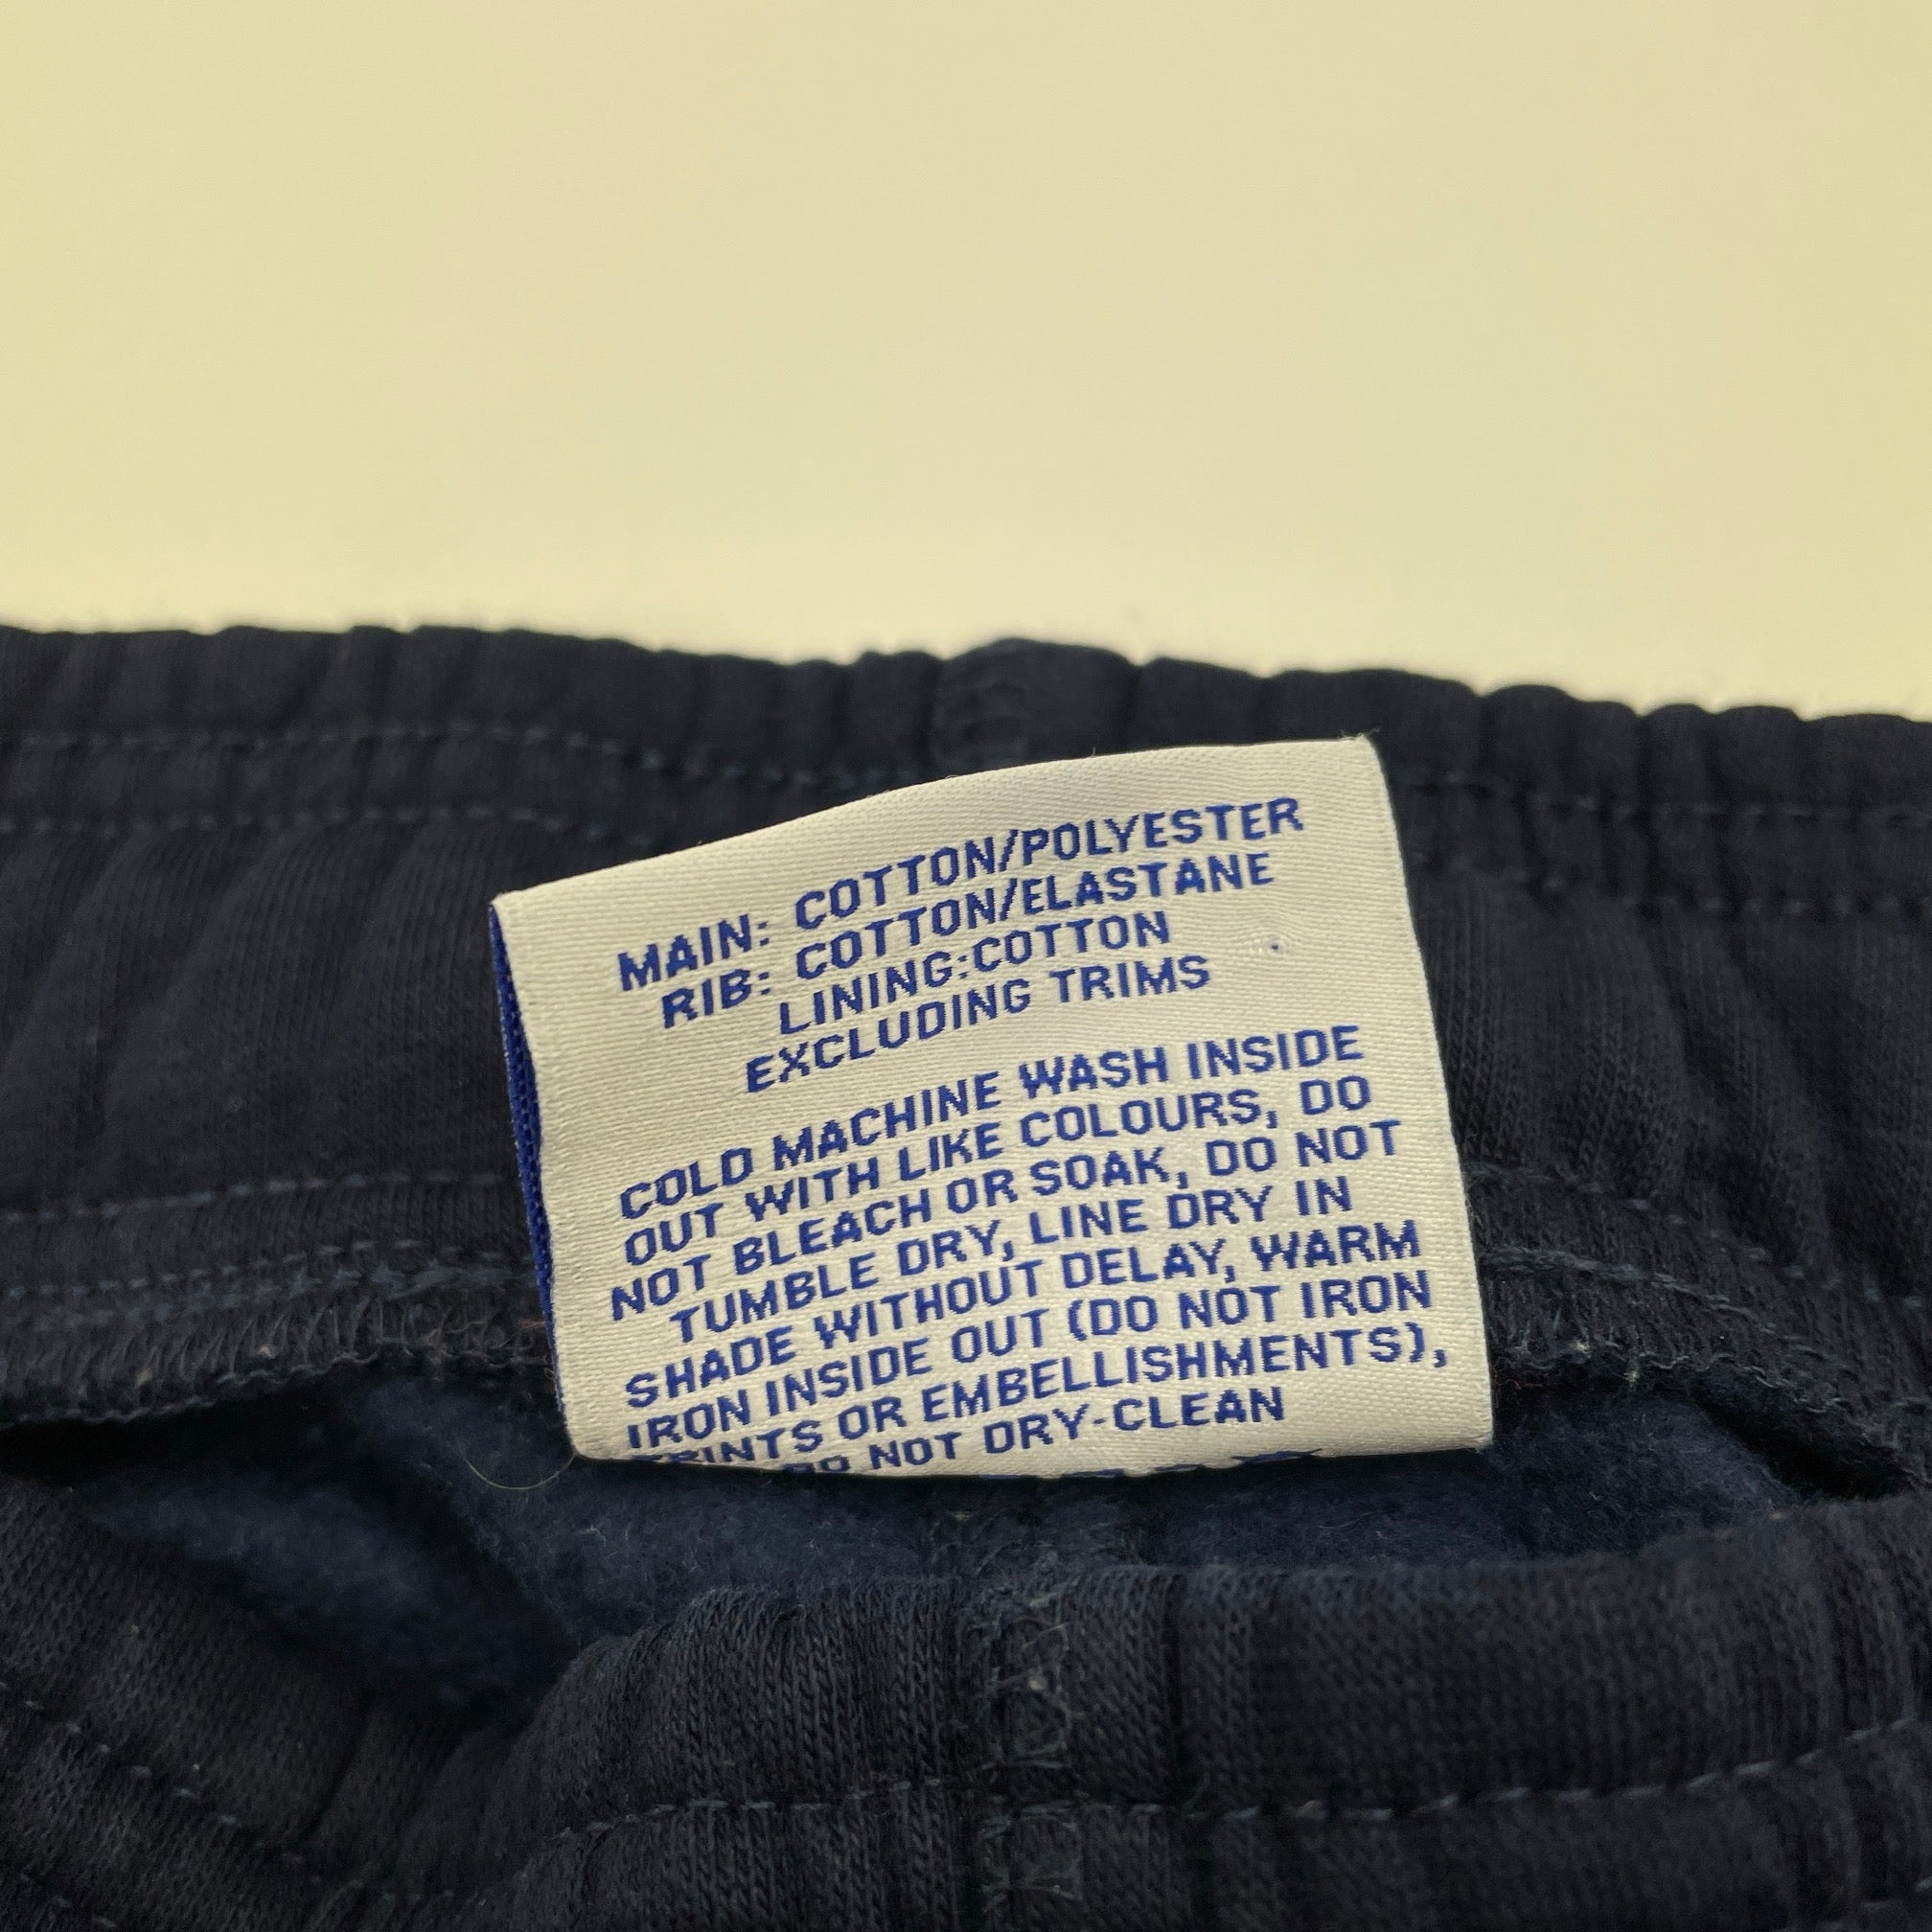 MAIN: COTTON/POLYESTER
RIB: COTTON/ELASTANE
LINING:COTTON
EXCLUDING TRIMS
COLD MACHINE WASH INSIDE
OUT WITH LIKE COLOURS, DO
NOT BLEACH OR SOAK, DO NOT
TUMBLE DRY, LINE DRY IN
SHADE WITHOUT DELAY, WARM
IRON INSIDE OUT (DO NOT IRON
PRINTS OR EMBELLISHMENTS),
DO NOT DRY-CLEAN